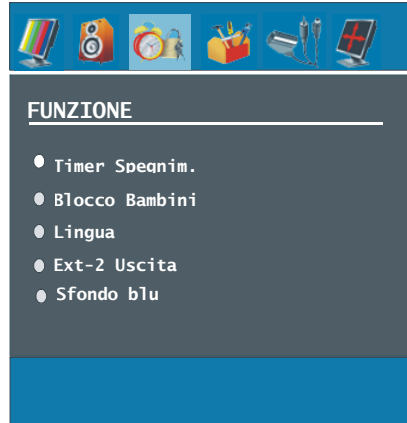 FUNZIONE
Timer Spegnim.
Blocco Bambini
Lingua
Ext-2 Uscita
Sfondo blu